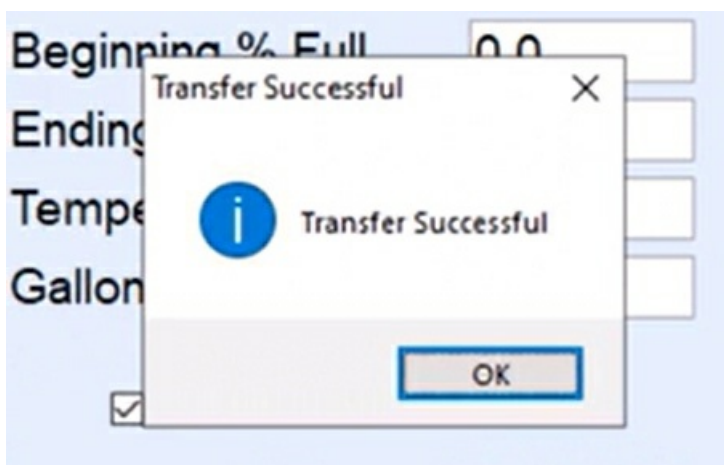 Beginning % Full 0.0
Transfer Successful
Ending
Tempe
Transfer Successful
Gallon
OK